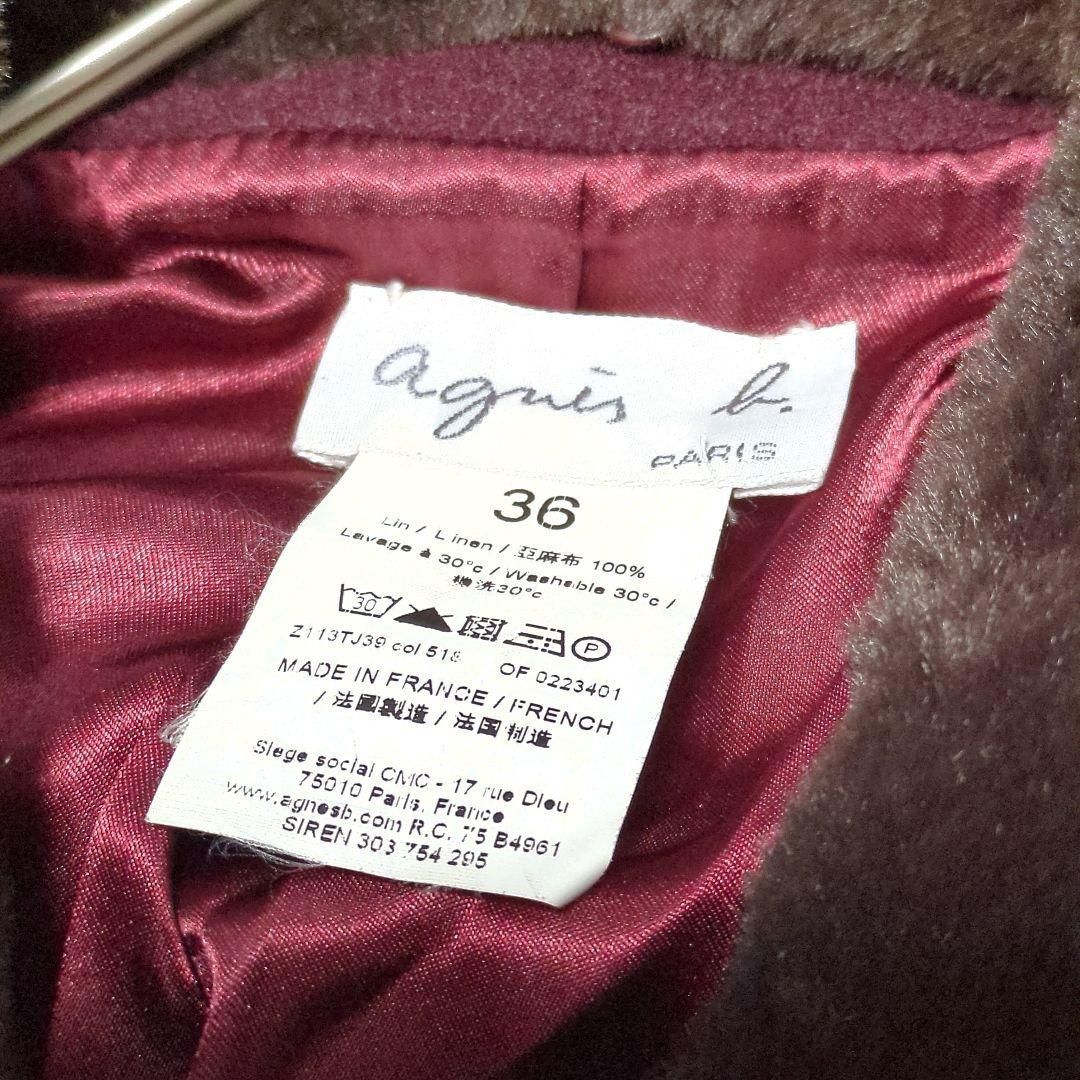 agnès b.
PARIS
36
Lin / Linen / 亞麻布 100%
Lavage à 30°c / Washable 30°c /
洗30°c
30 P
Z113TJ39 col 518 OF 0223401
MADE IN FRANCE / FRENCH
/ 法國製造 / 法国制造
Siege social CMC - 17 rue Dieu
75010 Paris, France
www.agnesb.com R.C. 75 B4961
SIREN 303 754 295